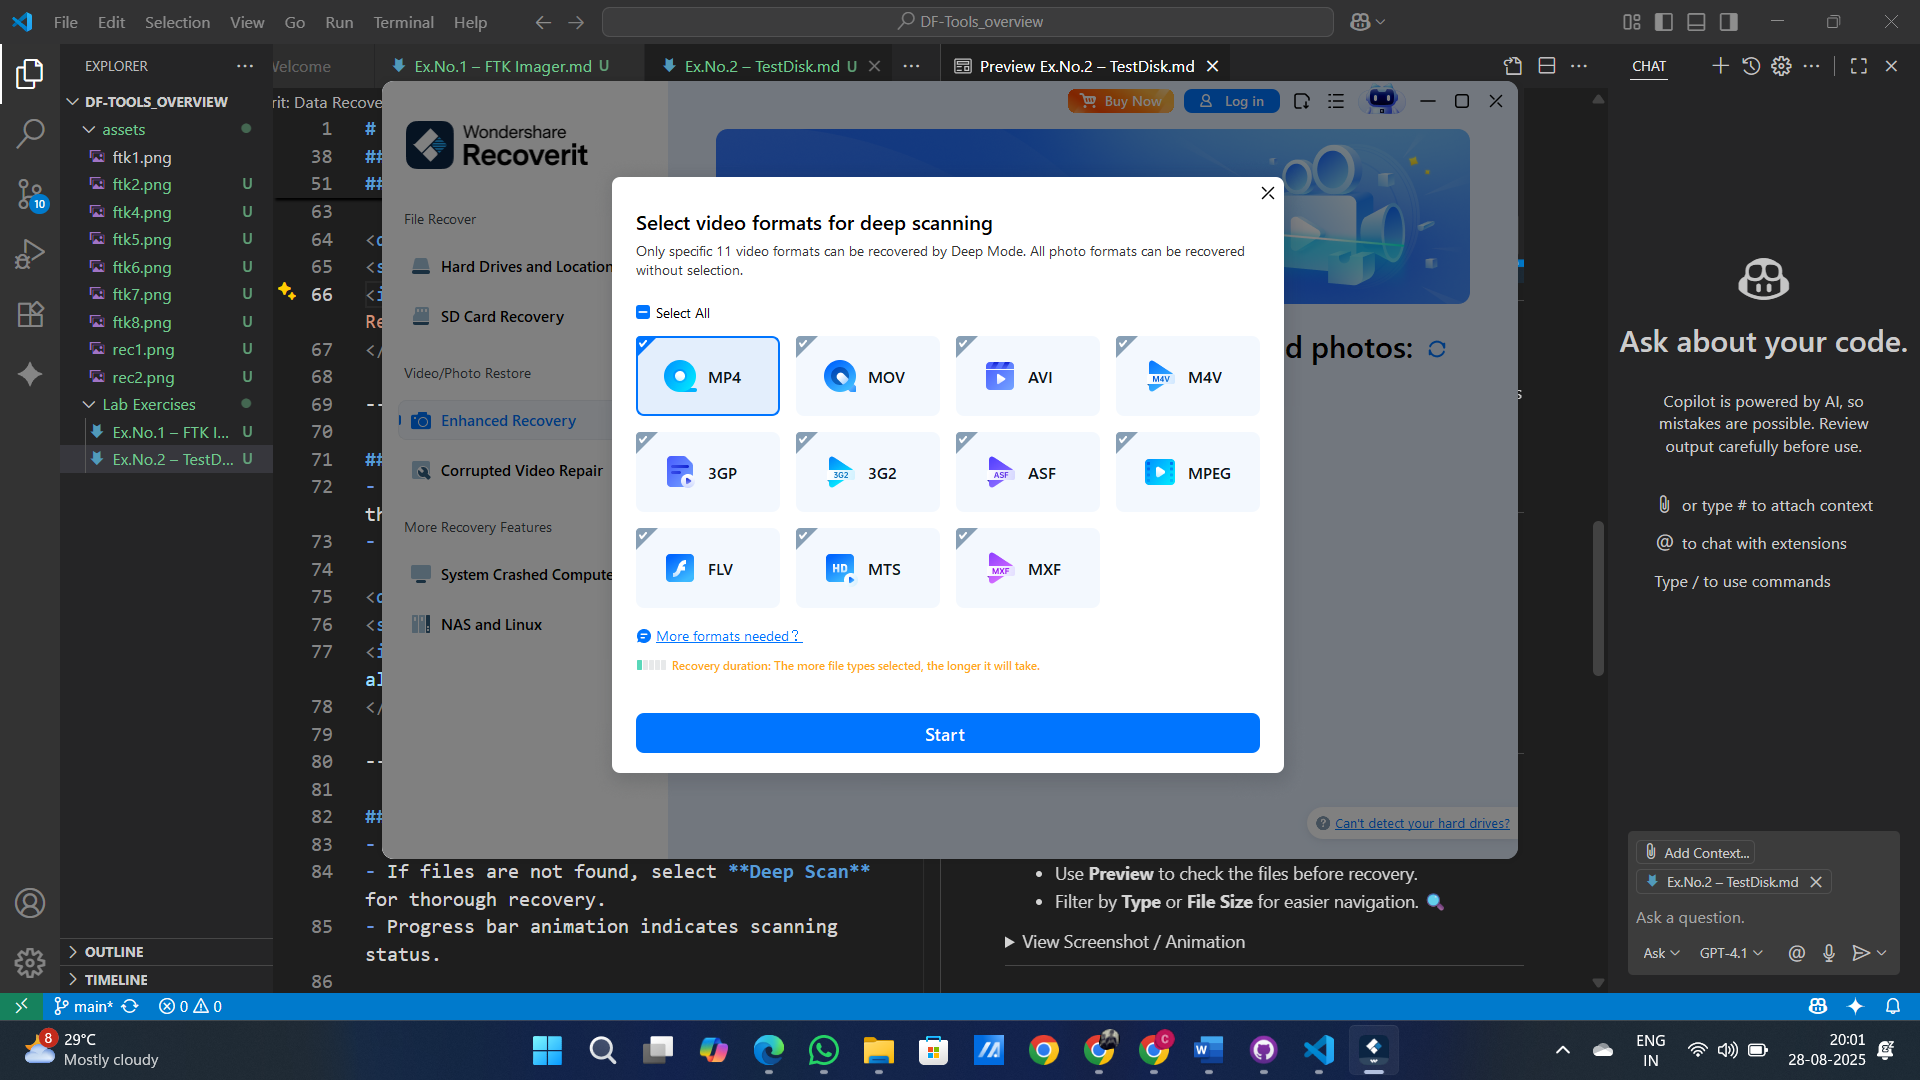 File Edit Selection View Go Run Terminal Help
DF-Tools_overview
EXPLORER
Welcome
Ex.No.1 – FTK Imager.md U
Ex.No.2 – TestDisk.md U
Preview Ex.No.2 – TestDisk.md
CHAT
DF-TOOLS_OVERVIEW
assets
ftk1.png
ftk2.png U
ftk4.png U
ftk5.png U
ftk6.png U
ftk7.png U
ftk8.png U
rec1.png U
rec2.png U
Lab Exercises
Ex.No.1 – FTK I... U
Ex.No.2 – TestD... U
OUTLINE
TIMELINE
10
rit: Data Recove
1 #
38 ##
51 ##
63
64 <d
65 <s
66 <i
Re
67 </
68
69 --
70
71 ##
72 -
th
73 -
74
75 <d
76 <s
77 <i
al
78 </
79
80 --
81
82 ##
83 -
84 - If files are not found, select **Deep Scan**
for thorough recovery.
85 - Progress bar animation indicates scanning
status.
86
Wondershare
Recoverit
Buy Now
Log in
File Recover
Hard Drives and Location
SD Card Recovery
Video/Photo Restore
Enhanced Recovery
Corrupted Video Repair
More Recovery Features
System Crashed Compute
NAS and Linux
d photos:
s
Can't detect your hard drives?
Select video formats for deep scanning
Only specific 11 video formats can be recovered by Deep Mode. All photo formats can be recovered
without selection.
Select All
MP4 MOV AVI M4V M4V
3GP 3G2 3G2 ASF ASF MPEG
FLV HD MTS MXF MXF
More formats needed?
Recovery duration: The more file types selected, the longer it will take.
Start
• Use Preview to check the files before recovery.
• Filter by Type or File Size for easier navigation.
View Screenshot / Animation
Ask about your code.
Copilot is powered by AI, so
mistakes are possible. Review
output carefully before use.
or type # to attach context
@ to chat with extensions
Type / to use commands
Add Context...
Ex.No.2 – TestDisk.md
Ask a question.
Ask GPT-4.1
main* 0 0
8
29°C
Mostly cloudy
C
ENG
IN
20:01
28-08-2025